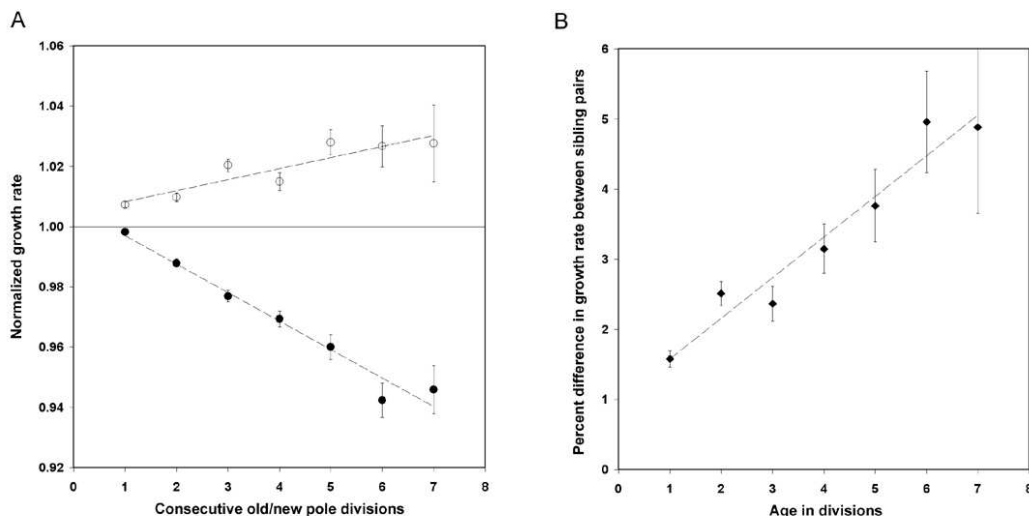 A
Normalized growth rate
1.06
1.04
1.02
1.00
0.98
0.96
0.94
0.92
0 1 2 3 4 5 6 7 8
Consecutive old/new pole divisions
B
Percent difference in growth rate between sibling pairs
6
5
4
3
2
1
0
0 1 2 3 4 5 6 7 8
Age in divisions